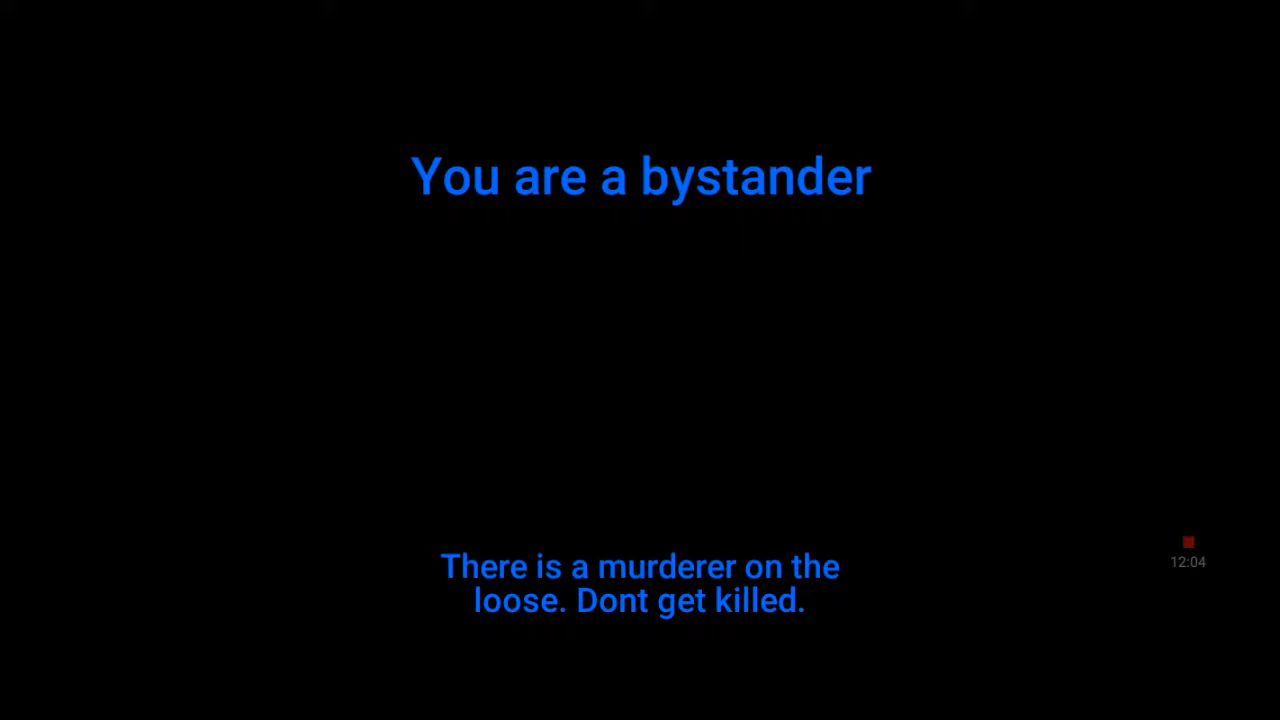 You are a bystander
There is a murderer on the
loose. Dont get killed.
12:04